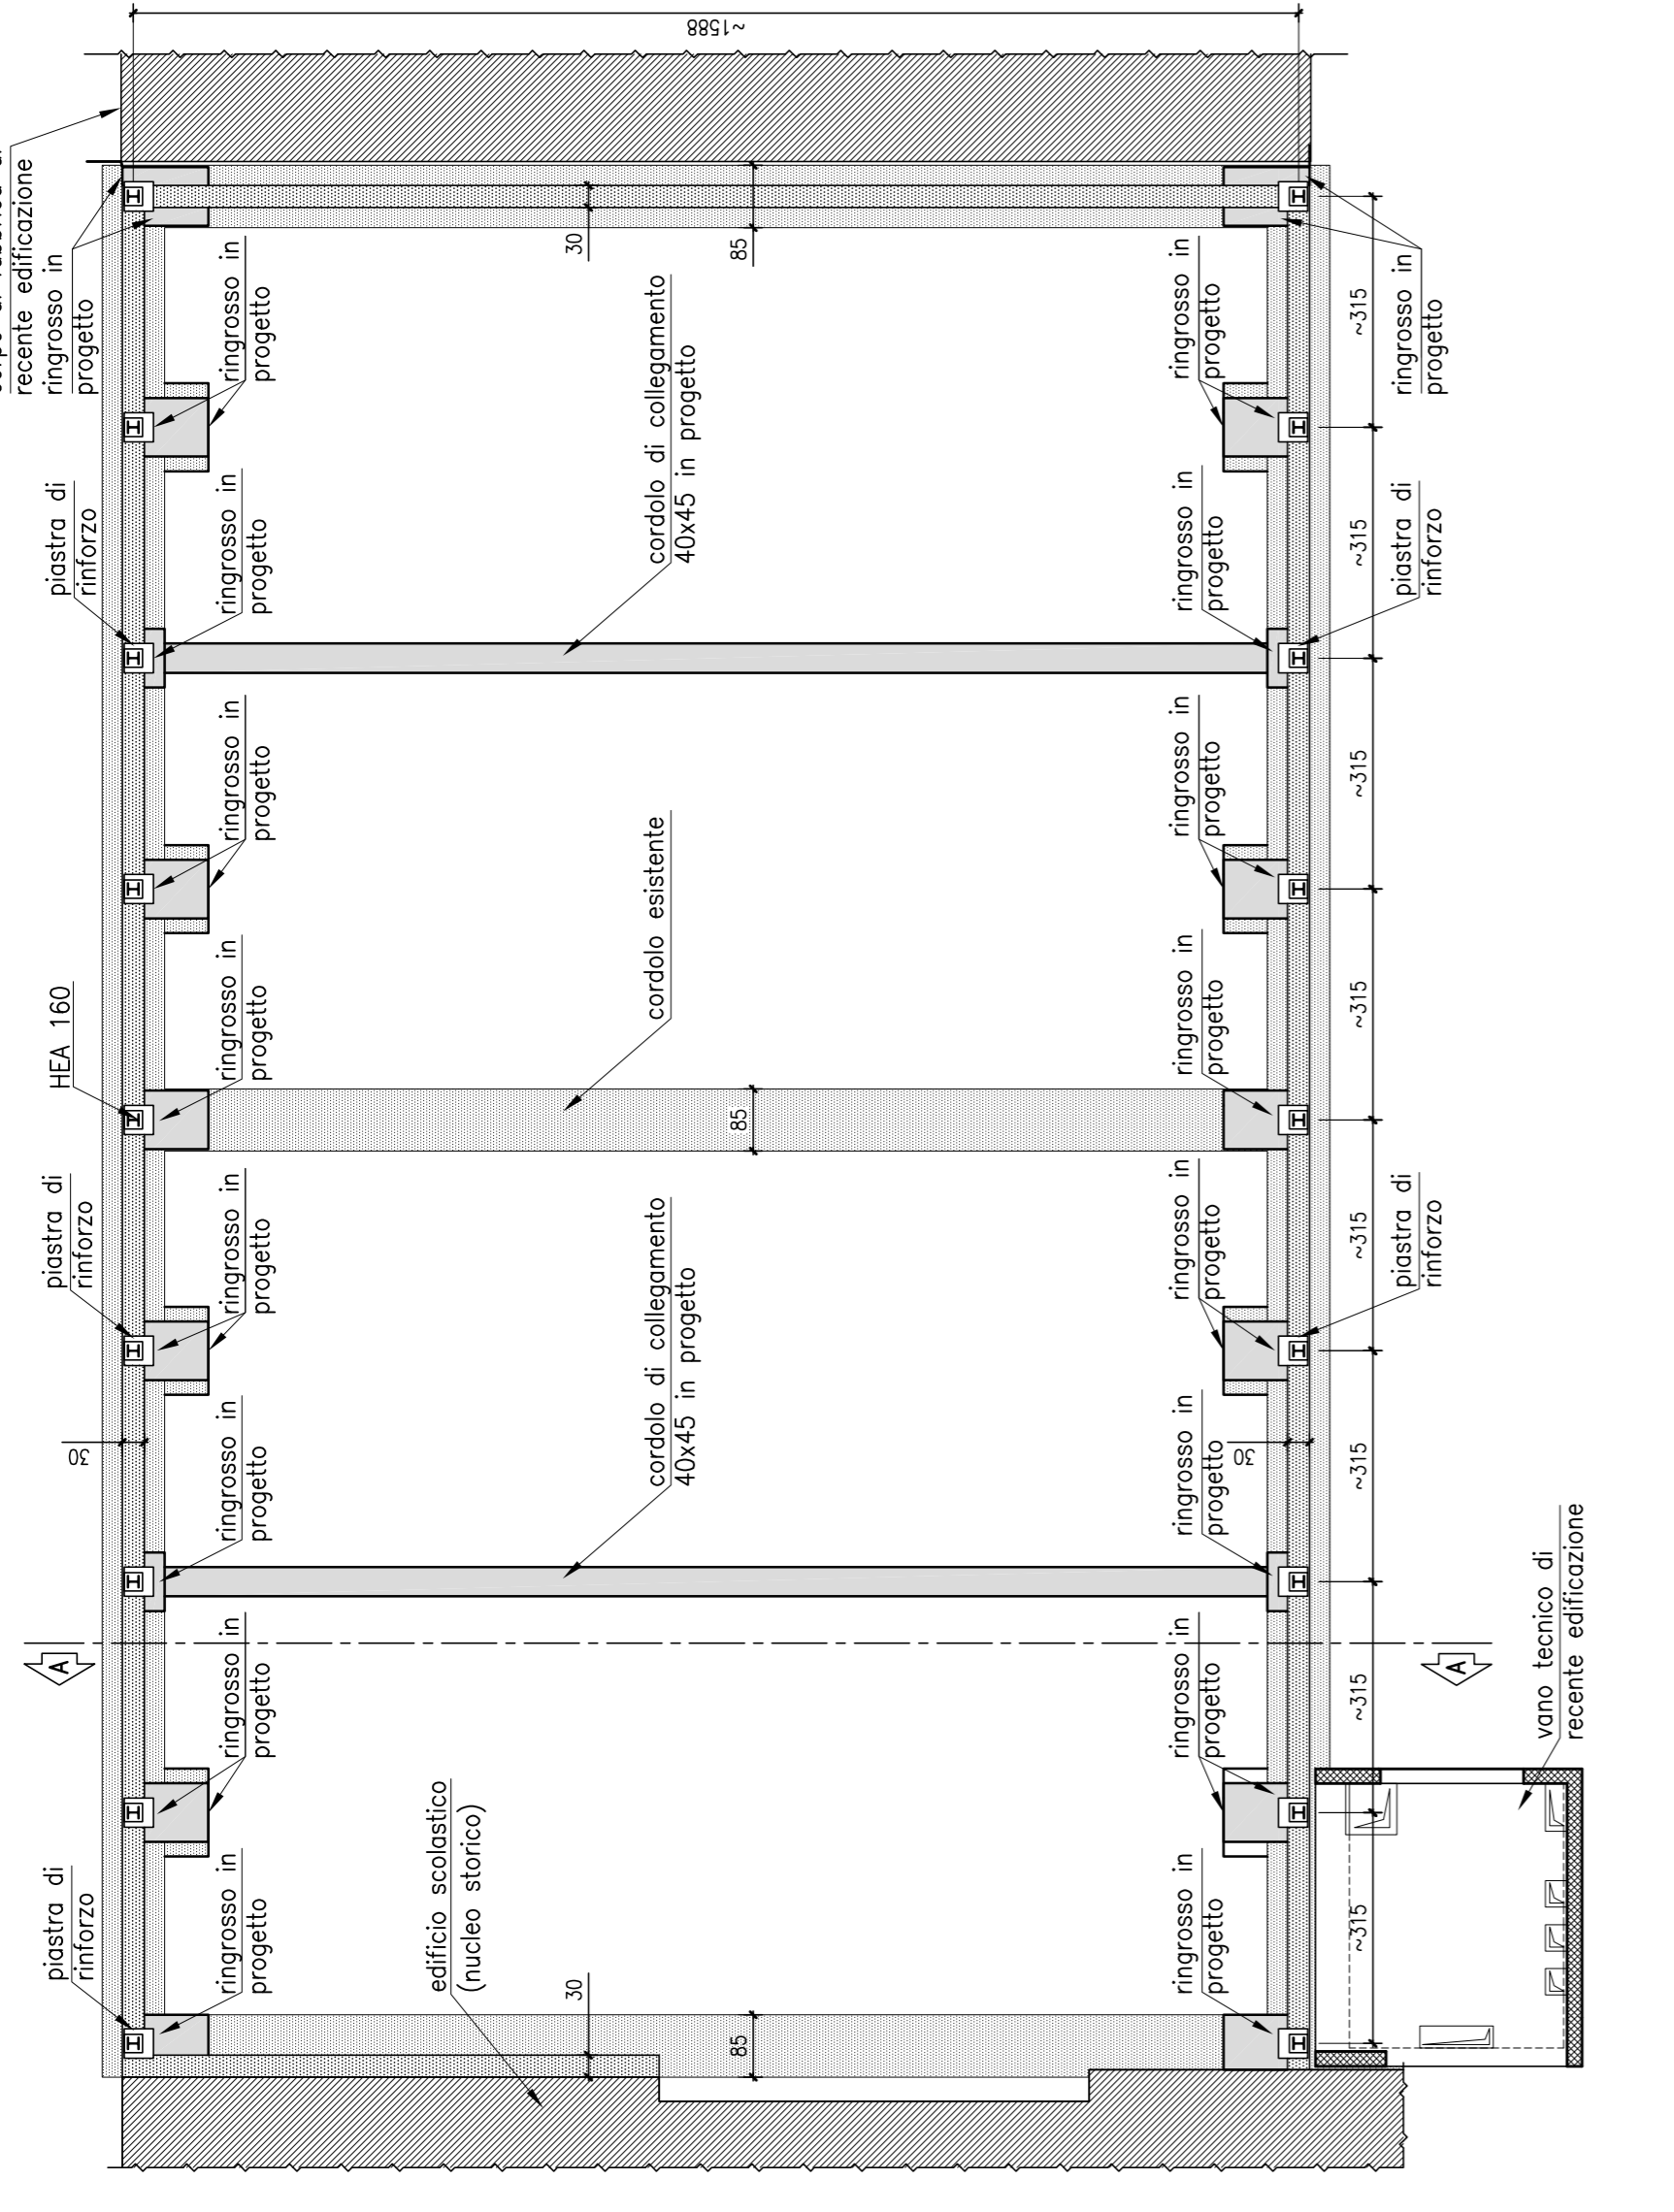 recente edificazione
ringrosso in
progetto
ringrosso in
progetto
piastra di
rinforzo
ringrosso in
progetto
ringrosso in
progetto
HEA 160
ringrosso in
progetto
piastra di
rinforzo
ringrosso in
progetto
30
ringrosso in
progetto
A
ringrosso in
progetto
piastra di
rinforzo
ringrosso in
progetto
~1588
30
85
cordolo di collegamento
40x45 in progetto
cordolo esistente
85
cordolo di collegamento
40x45 in progetto
edificio scolastico
(nucleo storico)
30
85
ringrosso in
progetto
ringrosso in
progetto
ringrosso in
progetto
ringrosso in
progetto
ringrosso in
progetto
ringrosso in
progetto
30
ringrosso in
progetto
ringrosso in
progetto
ringrosso in
progetto
~315
~315
~315
~315
~315
~315
~315
~315
ringrosso in
progetto
piastra di
rinforzo
piastra di
rinforzo
A
vano tecnico di
recente edificazione